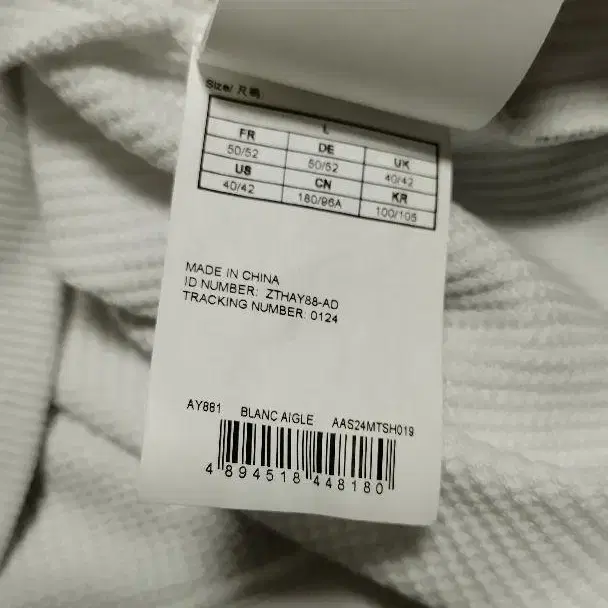 Size/ 尺码
L
FR DE UK
50/52 50/52 40/42
US CN KR
40/42 180/96A 100/105
MADE IN CHINA
ID NUMBER: ZTHAY88-AD
TRACKING NUMBER: 0124
AY881 BLANC AIGLE AAS24MTSH019
4 894518 448180